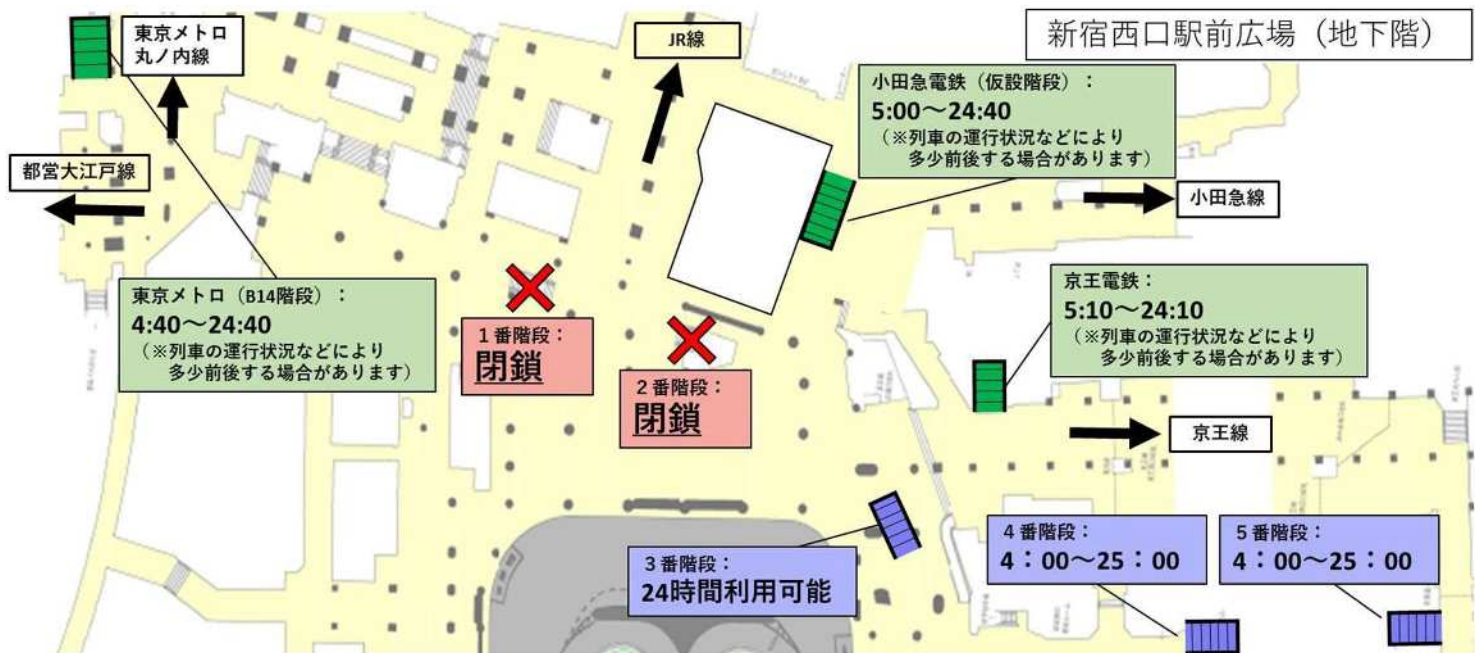 新宿西口駅前広場（地下階）
東京メトロ
丸ノ内線
JR線
小田急電鉄（仮設階段）：
5:00～24:40
（※列車の運行状況などにより
多少前後する場合があります）
都営大江戸線
小田急線
東京メトロ（B14階段）：
4:40～24:40
（※列車の運行状況などにより
多少前後する場合があります）
1番階段：
閉鎖
2番階段：
閉鎖
京王電鉄：
5:10～24:10
（※列車の運行状況などにより
多少前後する場合があります）
京王線
3番階段：
24時間利用可能
4番階段：
4：00～25：00
5番階段：
4：00～25：00